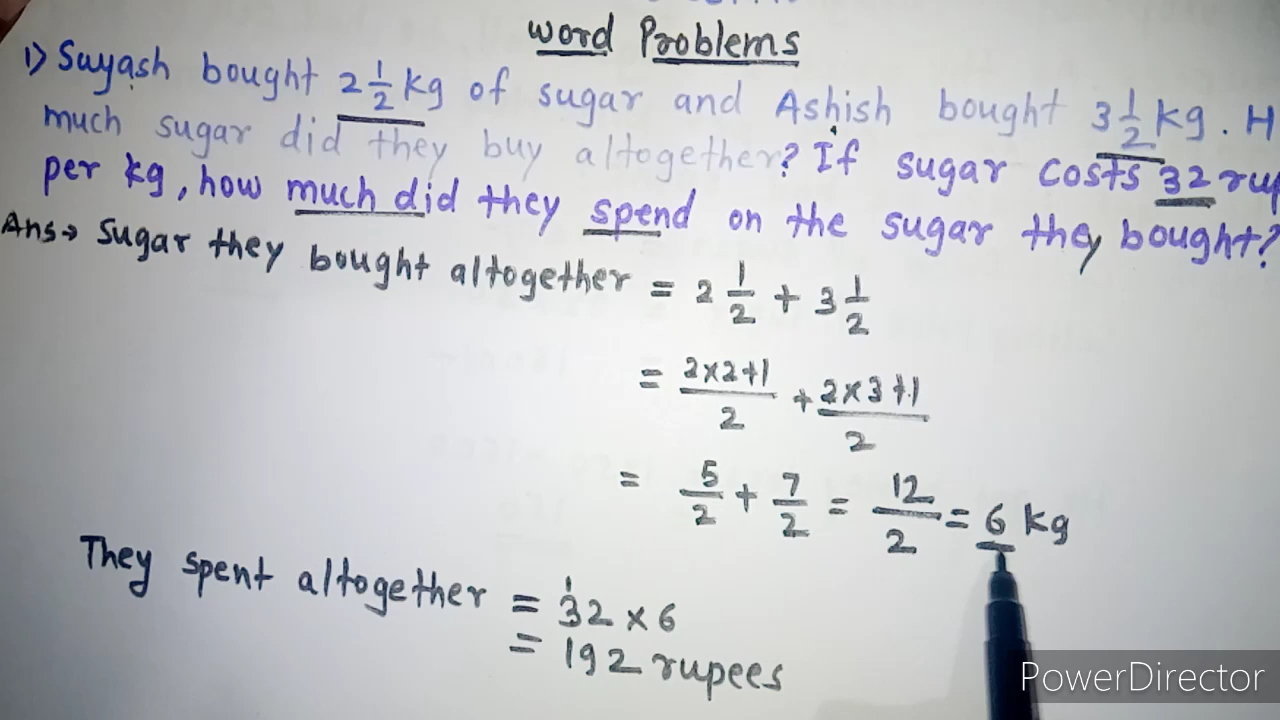 Word Problems
1) Suyash bought 2 1/2 kg of sugar and Ashish bought 3 1/2 kg. H
much sugar did they buy altogether? If sugar costs 32 rup
per kg, how much did they spend on the sugar they bought?
Ans→ Sugar they bought altogether = 2 1/2 + 3 1/2
= 2×2+1/2 + 2×3+1/2
= 5/2 + 7/2 = 12/2 = 6 kg
They spent altogether = 32 × 6
= 192 rupees
PowerDirector